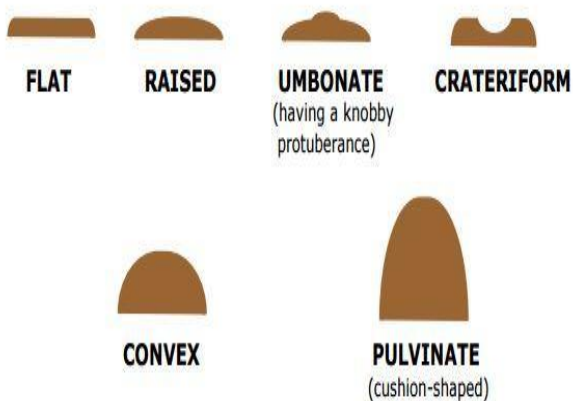 FLAT RAISED UMBONATE CRATERIFORM
(having a knobby
protuberance)
CONVEX PULVINATE
(cushion-shaped)